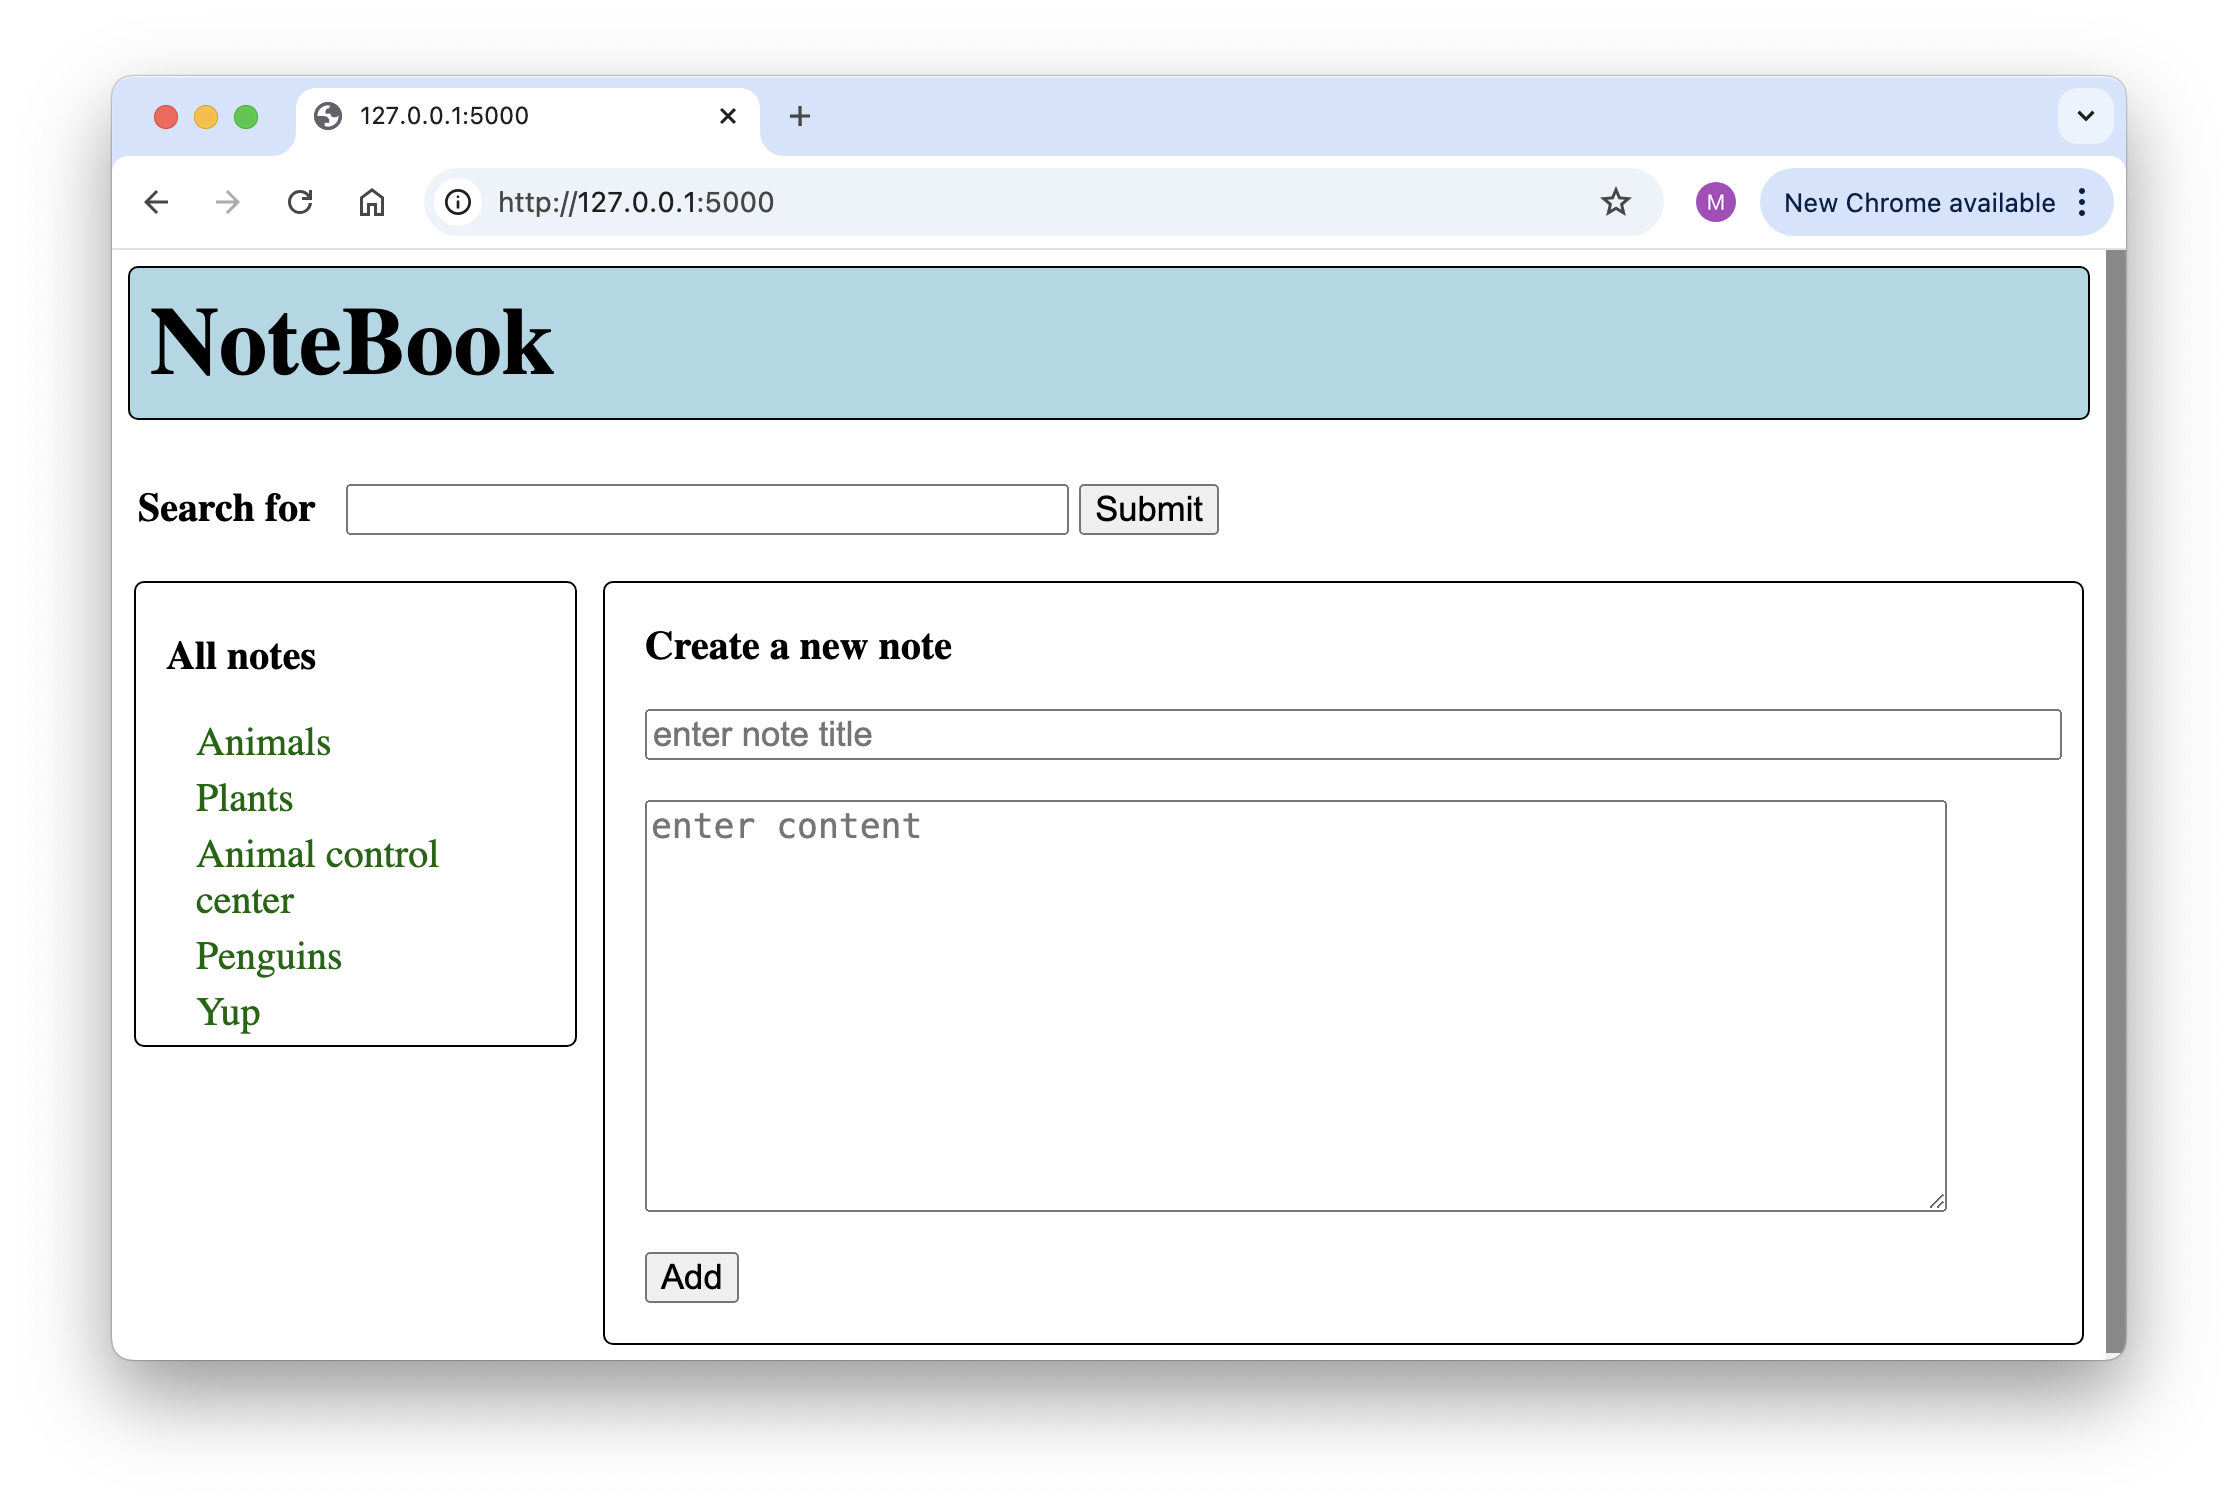 127.0.0.1:5000
http://127.0.0.1:5000
M
New Chrome available
NoteBook
Search for
Submit
All notes
Animals
Plants
Animal control
center
Penguins
Yup
Create a new note
enter note title
enter content
Add